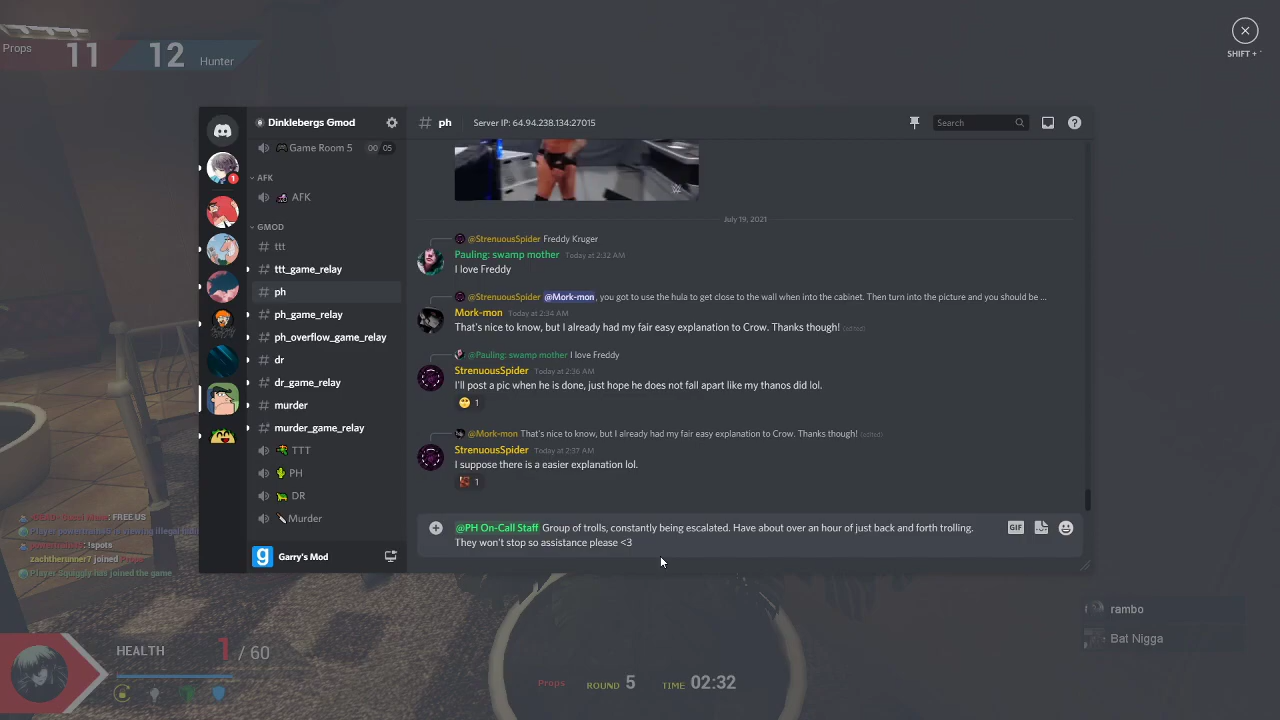 Props 11 12 Hunter
SHIFT + `
Dinklebergs Gmod
# ph Server IP: 64.94.238.134:27015
Search
Game Room 5 00 05
AFK
AFK
GMOD
ttt
ttt_game_relay
ph
ph_game_relay
ph_overflow_game_relay
dr
dr_game_relay
murder
murder_game_relay
TTT
PH
DR
Murder
Garry's Mod
July 19, 2021
@StrenuousSpider Freddy Kruger
Pauling: swamp mother Today at 2:32 AM
I love Freddy
@StrenuousSpider @Mork-mon, you got to use the hula to get close to the wall when into the cabinet. Then turn into the picture and you should be ...
Mork-mon Today at 2:34 AM
That's nice to know, but I already had my fair easy explanation to Crow. Thanks though! (edited)
@Pauling: swamp mother I love Freddy
StrenuousSpider Today at 2:36 AM
I'll post a pic when he is done, just hope he does not fall apart like my thanos did lol.
1
@Mork-mon That's nice to know, but I already had my fair easy explanation to Crow. Thanks though! (edited)
StrenuousSpider Today at 2:37 AM
I suppose there is a easier explanation lol.
1
@PH On-Call Staff Group of trolls, constantly being escalated. Have about over an hour of just back and forth trolling.
They won't stop so assistance please <3
GIF
FREE US
!spots
zachtherunner7 joined
Player Squiggly has joined the game
rambo
Bat Nigga
HEALTH 1 / 60
Props ROUND 5 TIME 02:32